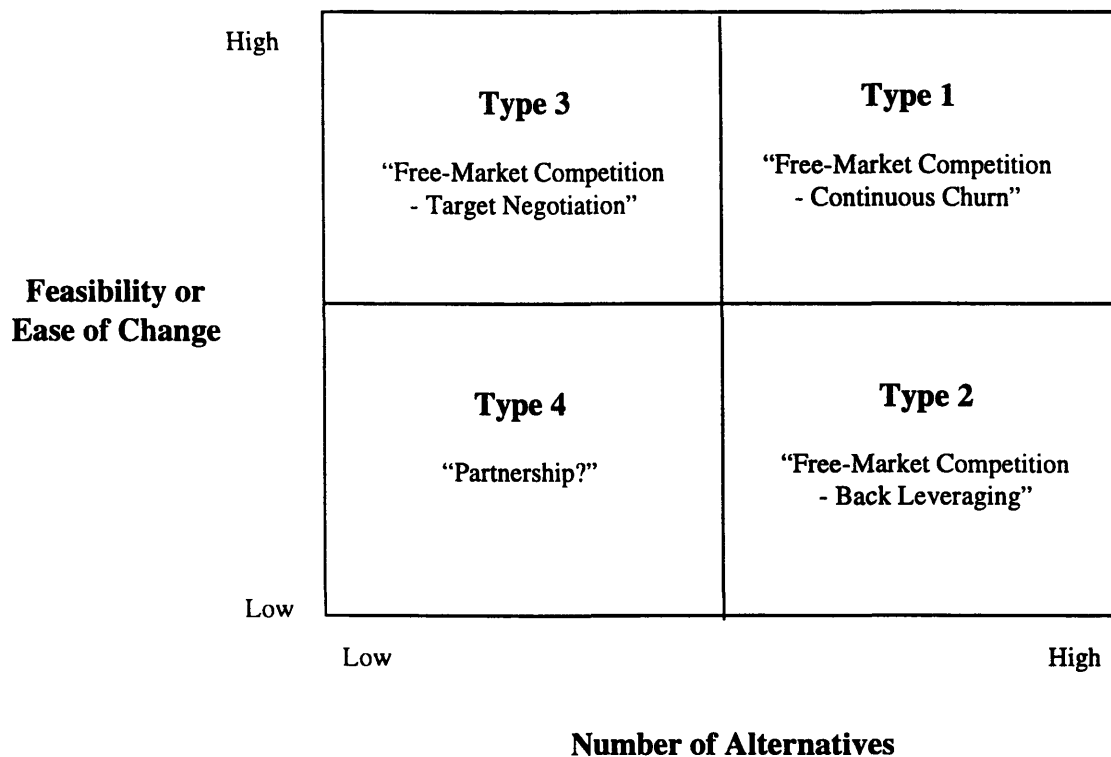 High
Type 3
“Free-Market Competition
- Target Negotiation”
Type 1
“Free-Market Competition
- Continuous Churn”
Feasibility or
Ease of Change
Type 4
“Partnership?”
Type 2
“Free-Market Competition
- Back Leveraging”
Low
Low
High
Number of Alternatives